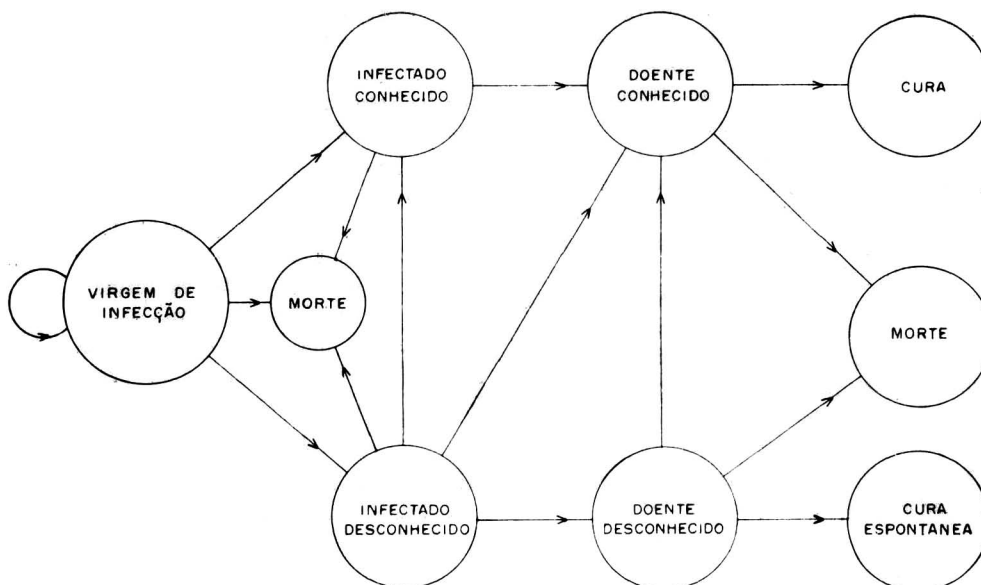 INFECTADO
CONHECIDO
DOENTE
CONHECIDO
CURA
VIRGEM DE
INFECÇÃO
MORTE
MORTE
INFECTADO
DESCONHECIDO
DOENTE
DESCONHECIDO
CURA
ESPONTANEA